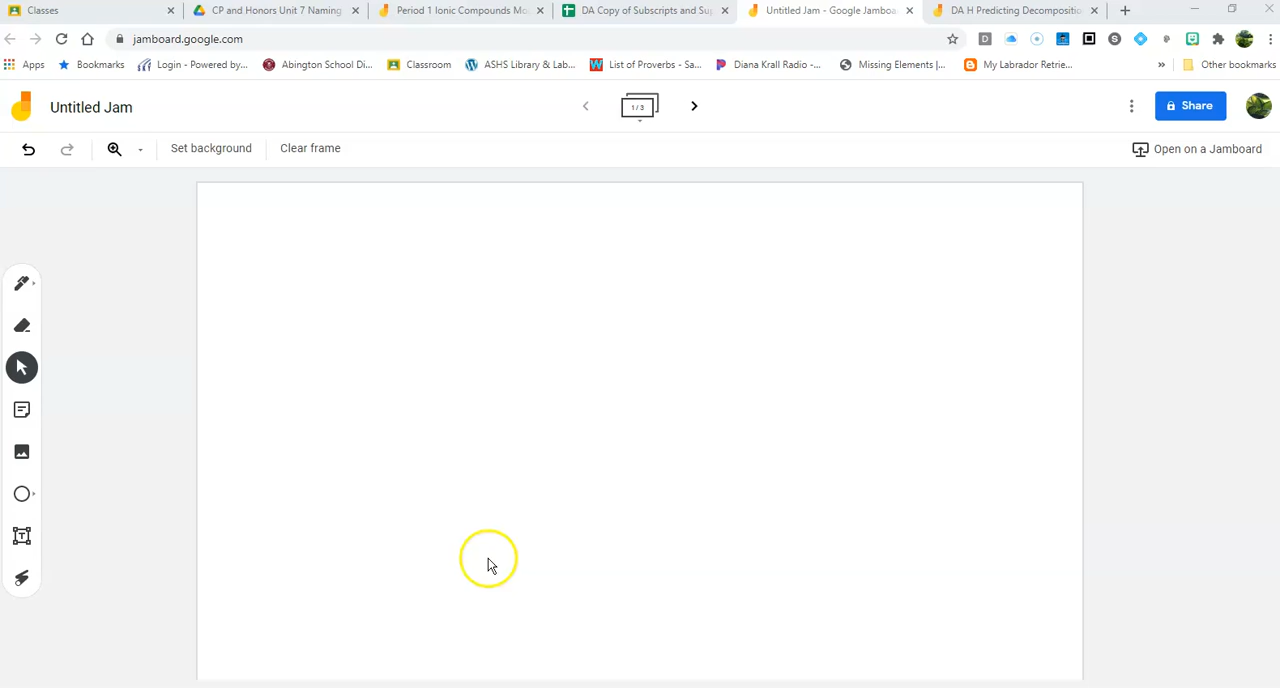 Classes
CP and Honors Unit 7 Naming
Period 1 Ionic Compounds Mo
DA Copy of Subscripts and Sup
Untitled Jam - Google Jamboa
DA H Predicting Decompositio
jamboard.google.com
Apps
Bookmarks
Login - Powered by...
Abington School Di...
Classroom
ASHS Library & Lab...
List of Proverbs - Sa...
Diana Krall Radio -...
Missing Elements |...
My Labrador Retrie...
»
Other bookmarks
Untitled Jam
1 / 3
Share
Set background
Clear frame
Open on a Jamboard